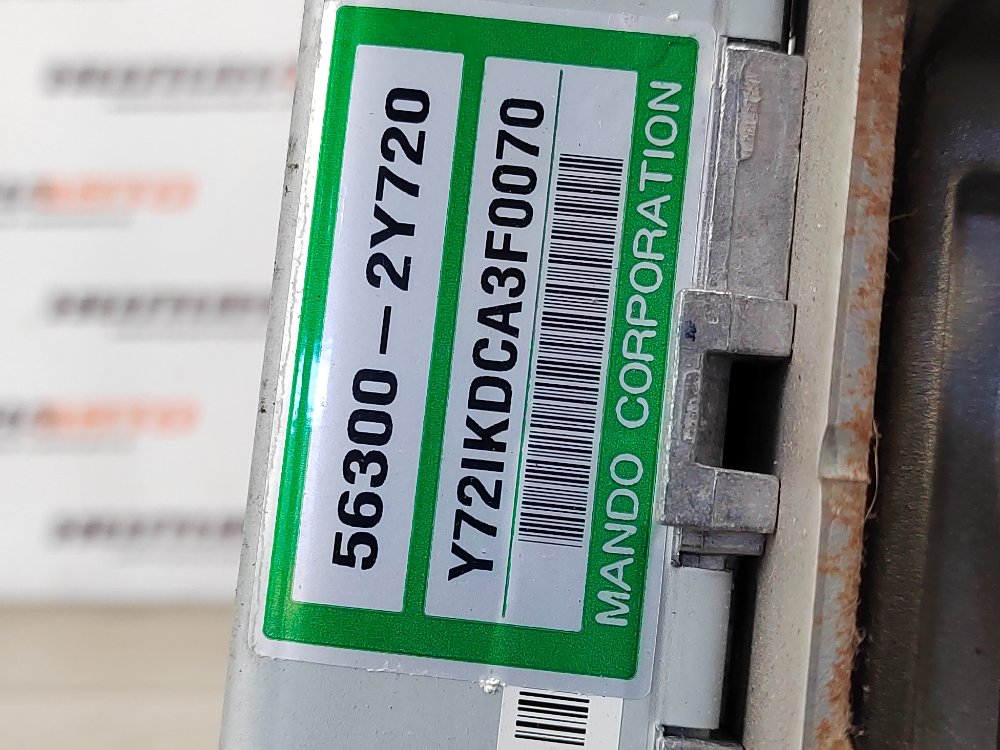 56300-2Y720
Y72IKDCA3F0070
MANDO CORPORATION